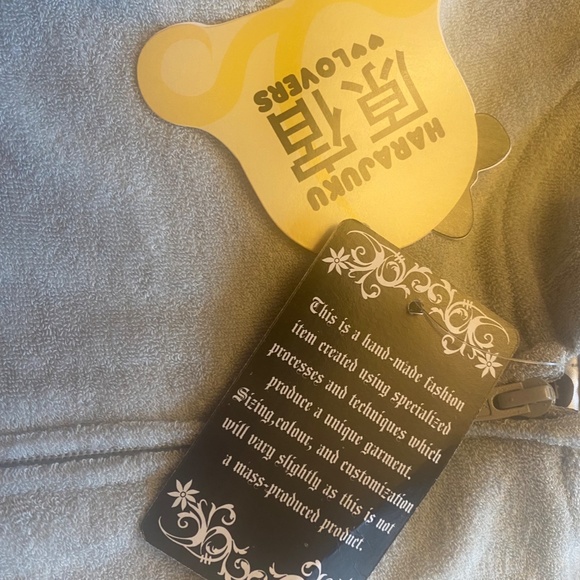 HARAJUKU
原宿
♥♥LOVERS
This is a hand-made fashion
item created using specialized
processes and techniques which
produce a unique garment.
Sizing,colour, and customization
will vary slightly as this is not
a mass-produced product.